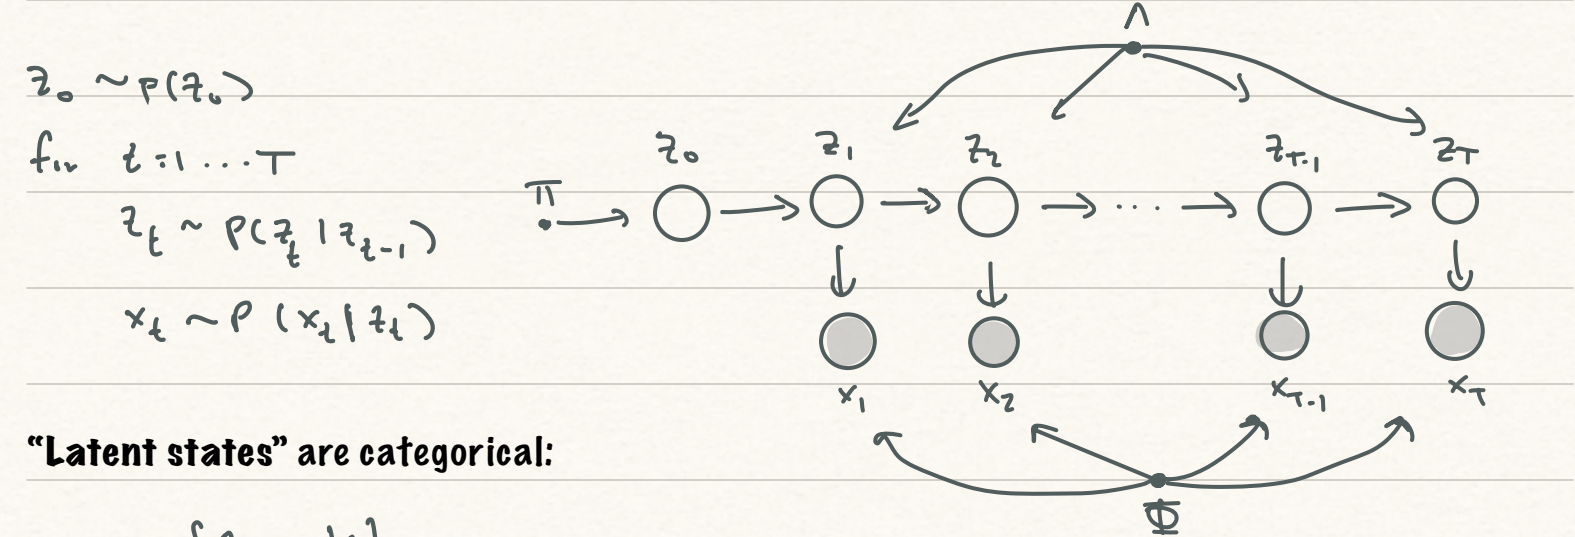 z₀ ~ P(z₀)
for t = 1 ... T
z_t ~ P(z_t | z_{t-1})
x_t ~ P(x_t | z_t)
"Latent states" are categorical:
Λ
z₀ z₁ z₂ z_{T-1} z_T
π
...
x₁ x₂ x_{T-1} x_T
Φ